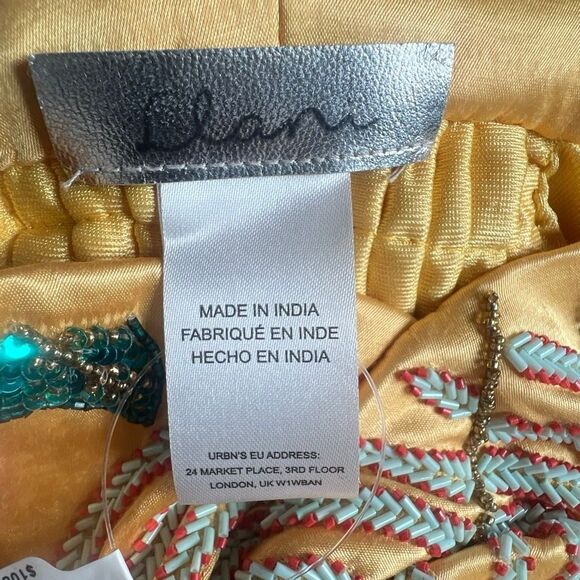 Elani
MADE IN INDIA
FABRIQUÉ EN INDE
HECHO EN INDIA
URBN'S EU ADDRESS:
24 MARKET PLACE, 3RD FLOOR
LONDON, UK W1WBAN